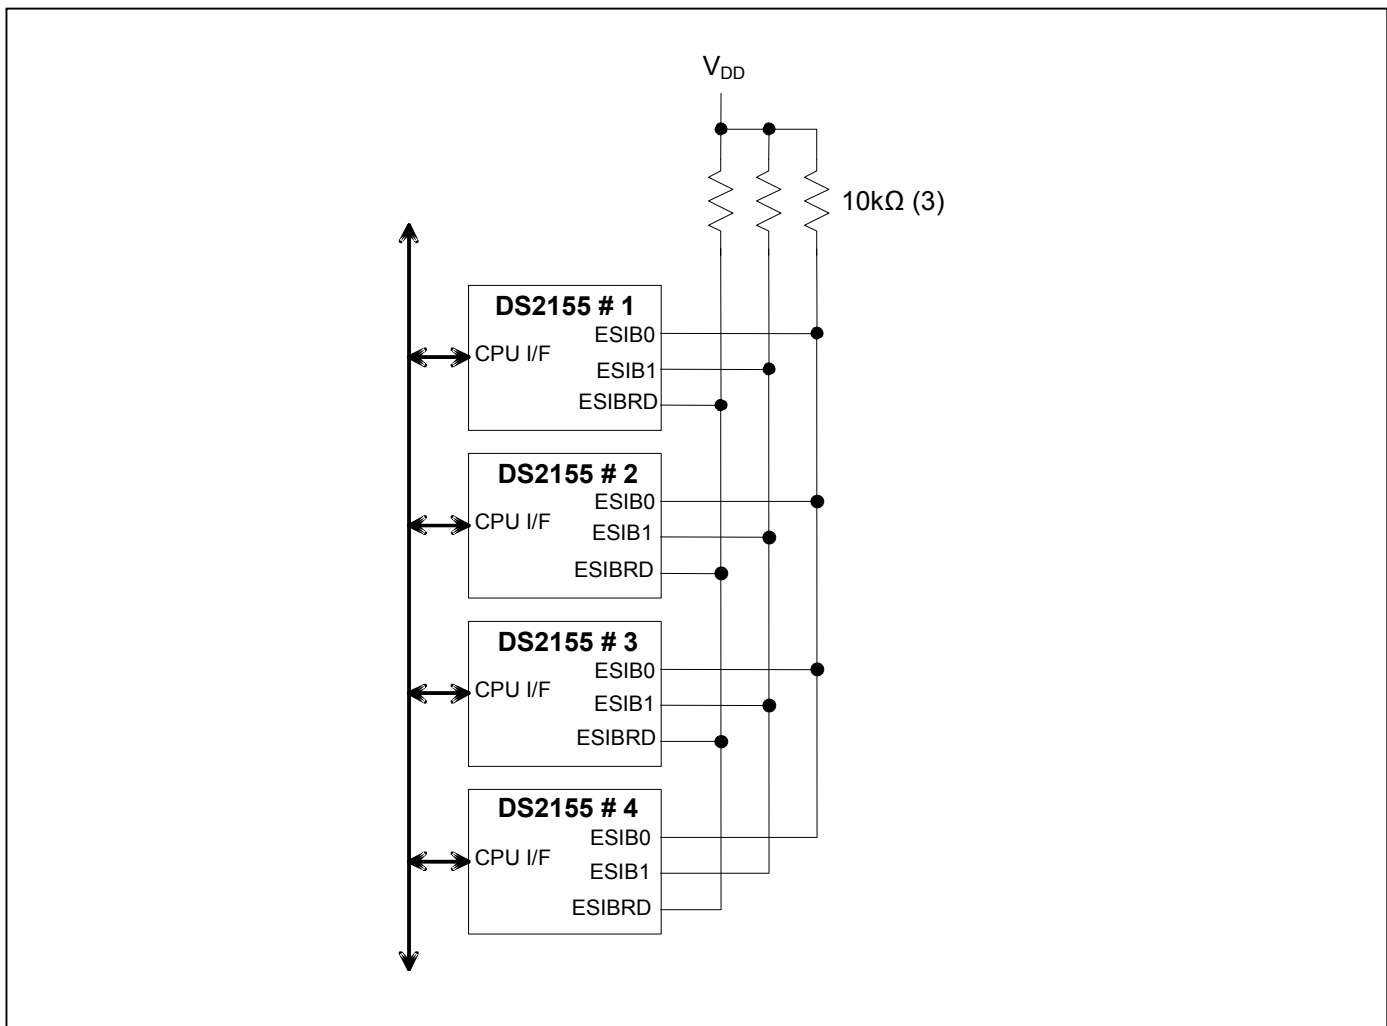 VDD
10kΩ (3)
DS2155 # 1
ESIB0
CPU I/F
ESIB1
ESIBRD
DS2155 # 2
ESIB0
CPU I/F
ESIB1
ESIBRD
DS2155 # 3
ESIB0
CPU I/F
ESIB1
ESIBRD
DS2155 # 4
ESIB0
CPU I/F
ESIB1
ESIBRD